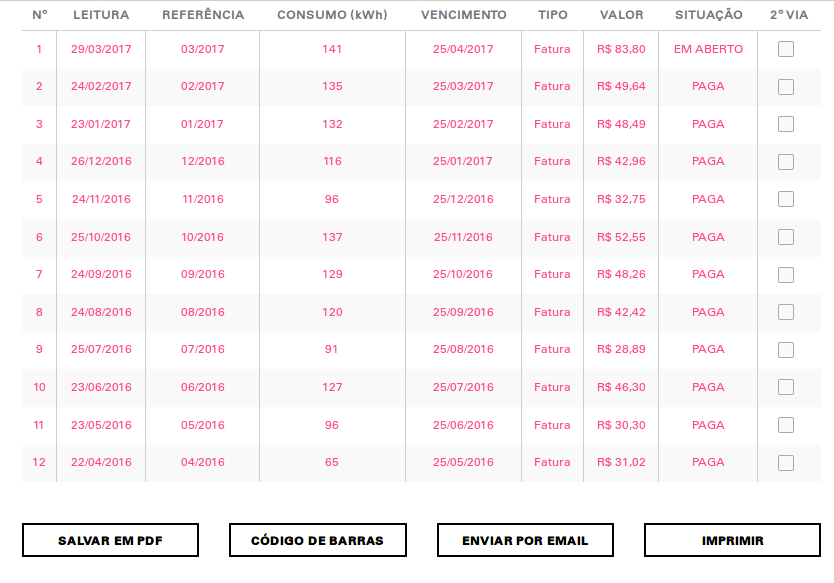 Nº LEITURA REFERÊNCIA CONSUMO (kWh) VENCIMENTO TIPO VALOR SITUAÇÃO 2º VIA
1 29/03/2017 03/2017 141 25/04/2017 Fatura R$ 83,80 EM ABERTO
2 24/02/2017 02/2017 135 25/03/2017 Fatura R$ 49,64 PAGA
3 23/01/2017 01/2017 132 25/02/2017 Fatura R$ 48,49 PAGA
4 26/12/2016 12/2016 116 25/01/2017 Fatura R$ 42,96 PAGA
5 24/11/2016 11/2016 96 25/12/2016 Fatura R$ 32,75 PAGA
6 25/10/2016 10/2016 137 25/11/2016 Fatura R$ 52,55 PAGA
7 24/09/2016 09/2016 129 25/10/2016 Fatura R$ 48,26 PAGA
8 24/08/2016 08/2016 120 25/09/2016 Fatura R$ 42,42 PAGA
9 25/07/2016 07/2016 91 25/08/2016 Fatura R$ 28,89 PAGA
10 23/06/2016 06/2016 127 25/07/2016 Fatura R$ 46,30 PAGA
11 23/05/2016 05/2016 96 25/06/2016 Fatura R$ 30,30 PAGA
12 22/04/2016 04/2016 65 25/05/2016 Fatura R$ 31,02 PAGA
SALVAR EM PDF CÓDIGO DE BARRAS ENVIAR POR EMAIL IMPRIMIR